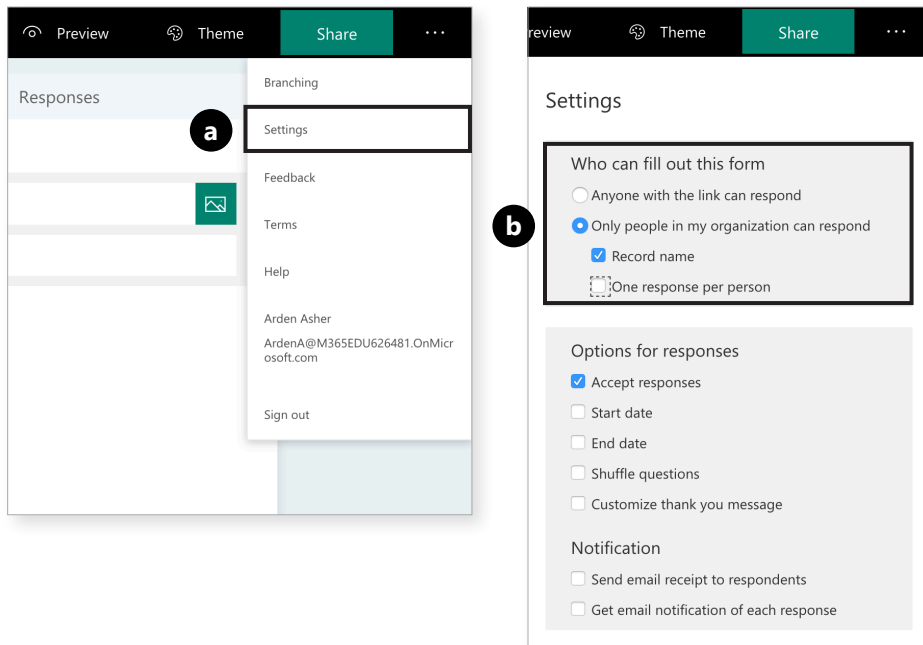 Preview Theme Share ...
Responses
Branching
a
Settings
Feedback
Terms
Help
Arden Asher
ArdenA@M365EDU626481.OnMicr
osoft.com
Sign out
review Theme Share ...
Settings
b
Who can fill out this form
Anyone with the link can respond
Only people in my organization can respond
Record name
One response per person
Options for responses
Accept responses
Start date
End date
Shuffle questions
Customize thank you message
Notification
Send email receipt to respondents
Get email notification of each response